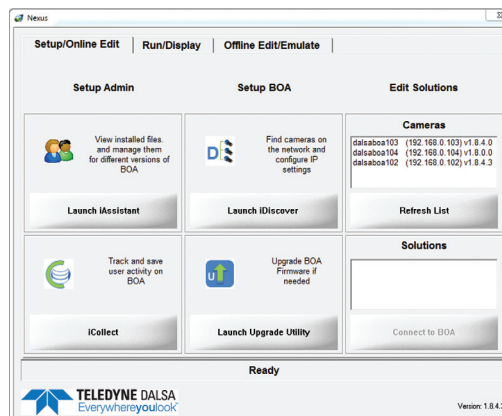 Nexus
Setup/Online Edit
Run/Display
Offline Edit/Emulate
Setup Admin
Setup BOA
Edit Solutions
View installed files.
and manage them
for different versions of
BOA
Launch iAssistant
Find cameras on
the network and
configure IP
settings
Launch iDiscover
Cameras
dalsaboa103 (192.168.0.103) v1.8.4.0
dalsaboa104 (192.168.0.104) v1.8.0.0
dalsaboa102 (192.168.0.102) v1.8.4.3
Refresh List
Track and save
user activity on
BOA
iCollect
Upgrade BOA
Firmware if
needed
Launch Upgrade Utility
Solutions
Connect to BOA
Ready
TELEDYNE DALSA
Everywhereyoulook
Version: 1.8.4.